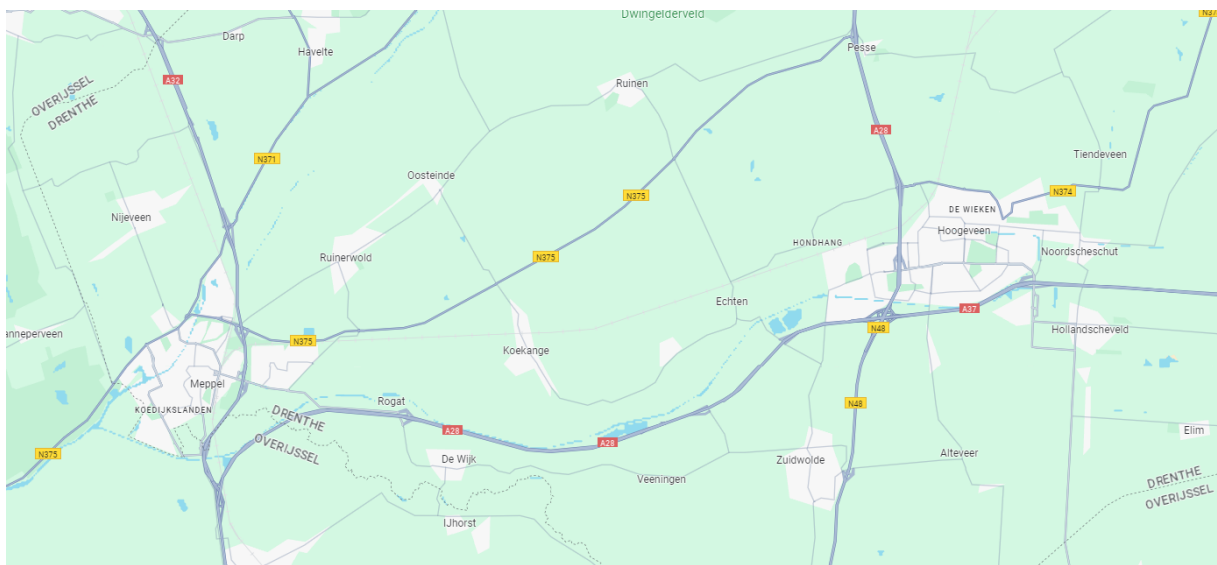 Dwingelderveld
N37
Darp
Havelte
Pesse
A32
Ruinen
OVERIJSSEL
DRENTHE
A28
N371
Tiendeveen
Oosteinde
N375
N374
DE WIEKEN
Nijeveen
Hoogeveen
HONDHANG
Noordscheschut
Ruinerwold
N375
Echten
A37
anneperveen
N48
Hollandscheveld
N375
Koekange
Meppel
KOEDIJKSLANDEN
Rogat
N48
DRENTHE
OVERIJSSEL
A28
A28
Elim
N375
De Wijk
Zuidwolde
Alteveer
Veeningen
DRENTHE
OVERIJSSEL
IJhorst